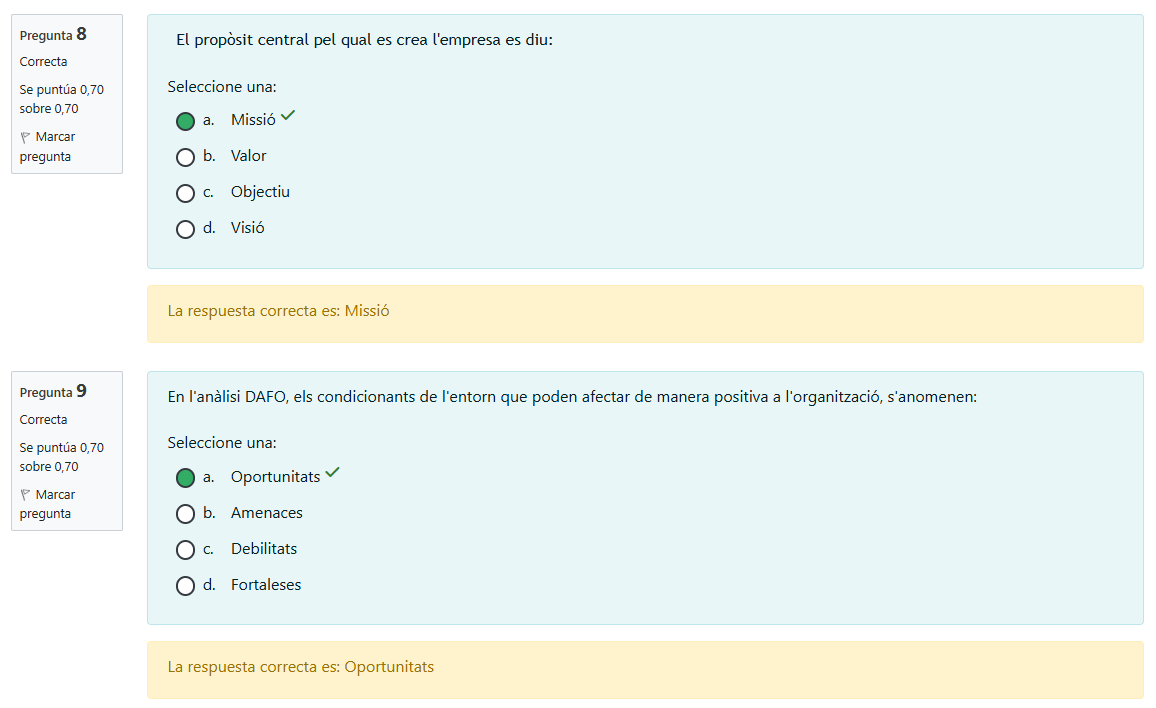 Pregunta 8
Correcta
Se puntúa 0,70
sobre 0,70
Marcar
pregunta
El propòsit central pel qual es crea l'empresa es diu:
Seleccione una:
a. Missió
b. Valor
c. Objectiu
d. Visió
La respuesta correcta es: Missió
Pregunta 9
Correcta
Se puntúa 0,70
sobre 0,70
Marcar
pregunta
En l'anàlisi DAFO, els condicionants de l'entorn que poden afectar de manera positiva a l'organització, s'anomenen:
Seleccione una:
a. Oportunitats
b. Amenaces
c. Debilitats
d. Fortaleses
La respuesta correcta es: Oportunitats